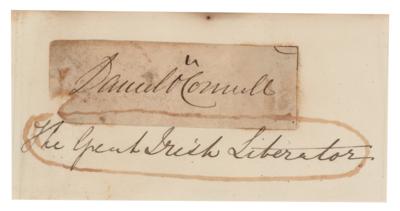 Daniel O'Connell
The Great Irish Liberator